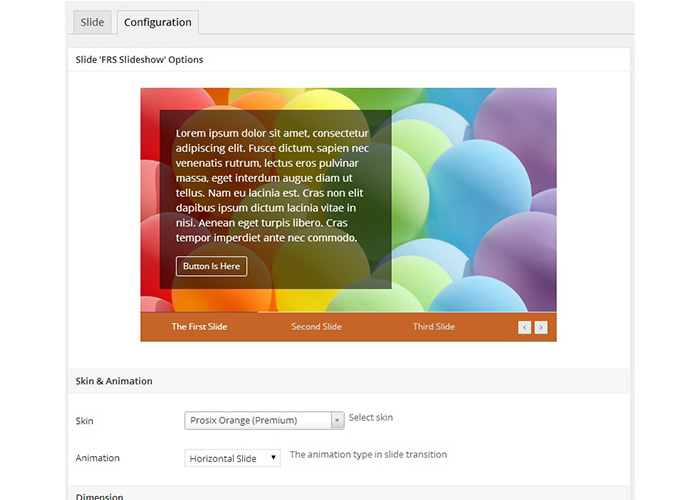 Slide Configuration
Slide 'FRS Slideshow' Options
Lorem ipsum dolor sit amet, consectetur
adipiscing elit. Fusce dictum, sapien nec
venenatis rutrum, lectus eros pulvinar
massa, eget interdum augue diam ut
tellus. Nam eu lacinia est. Cras non elit
dapibus ipsum dictum lacinia vitae in
nisi. Aenean eget turpis libero. Cras
tempor imperdiet ante nec commodo.
Button Is Here
The First Slide Second Slide Third Slide
Skin & Animation
Skin Prosix Orange (Premium) Select skin
Animation Horizontal Slide The animation type in slide transition
Dimension